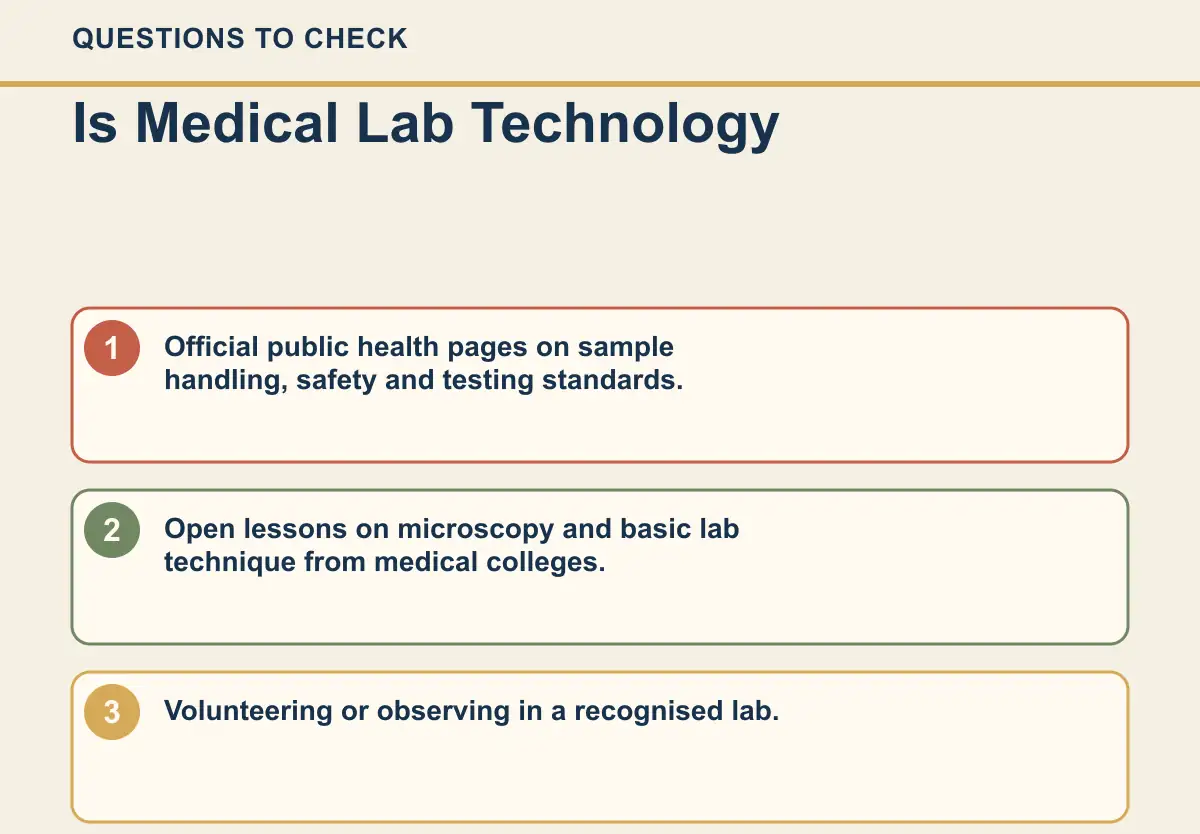 QUESTIONS TO CHECK
Is Medical Lab Technology
1
Official public health pages on sample
handling, safety and testing standards.
2
Open lessons on microscopy and basic lab
technique from medical colleges.
3
Volunteering or observing in a recognised lab.